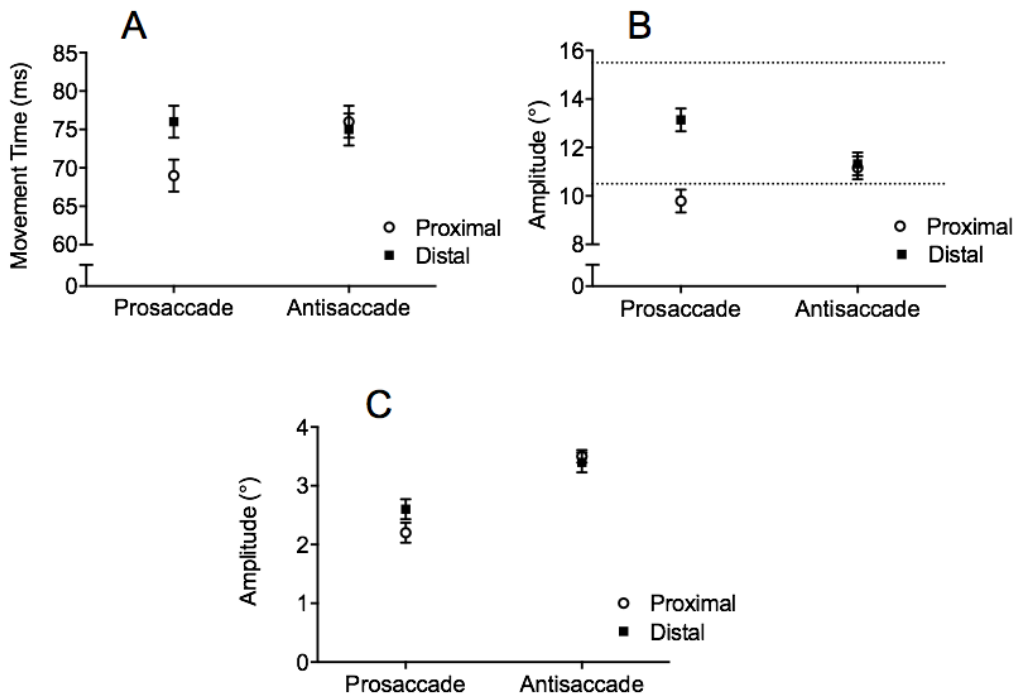 A
Movement Time (ms)
85
80
75
70
65
60
0
Prosaccade
Antisaccade
Proximal
Distal
B
Amplitude (°)
16
14
12
10
8
0
Prosaccade
Antisaccade
Proximal
Distal
C
Amplitude (°)
4
3
2
1
0
Prosaccade
Antisaccade
Proximal
Distal